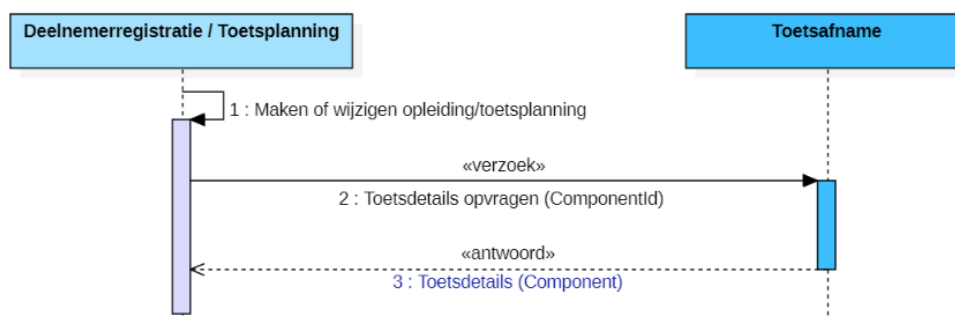 Deelnemerregistratie / Toetsplanning
Toetsafname
1 : Maken of wijzigen opleiding/toetsplanning
«verzoek»
2 : Toetsdetails opvragen (ComponentId)
«antwoord»
3 : Toetsdetails (Component)